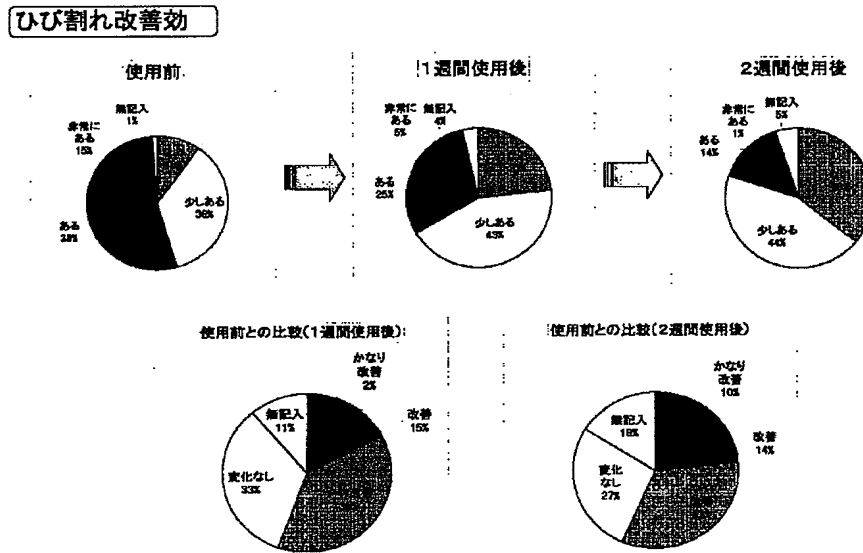 ひび割れ改善効
使用前
1週間使用後
2週間使用後
無記入
1%
非常に
ある
15%
少しある
36%
ある
38%
非常に
ある
5%
無記入
4%
ある
25%
少しある
43%
非常に
ある
1%
無記入
5%
ある
14%
少しある
44%
使用前との比較(1週間使用後)
かなり
改善
2%
改善
15%
無記入
11%
変化なし
33%
使用前との比較(2週間使用後)
かなり
改善
10%
改善
14%
無記入
18%
変化
なし
27%